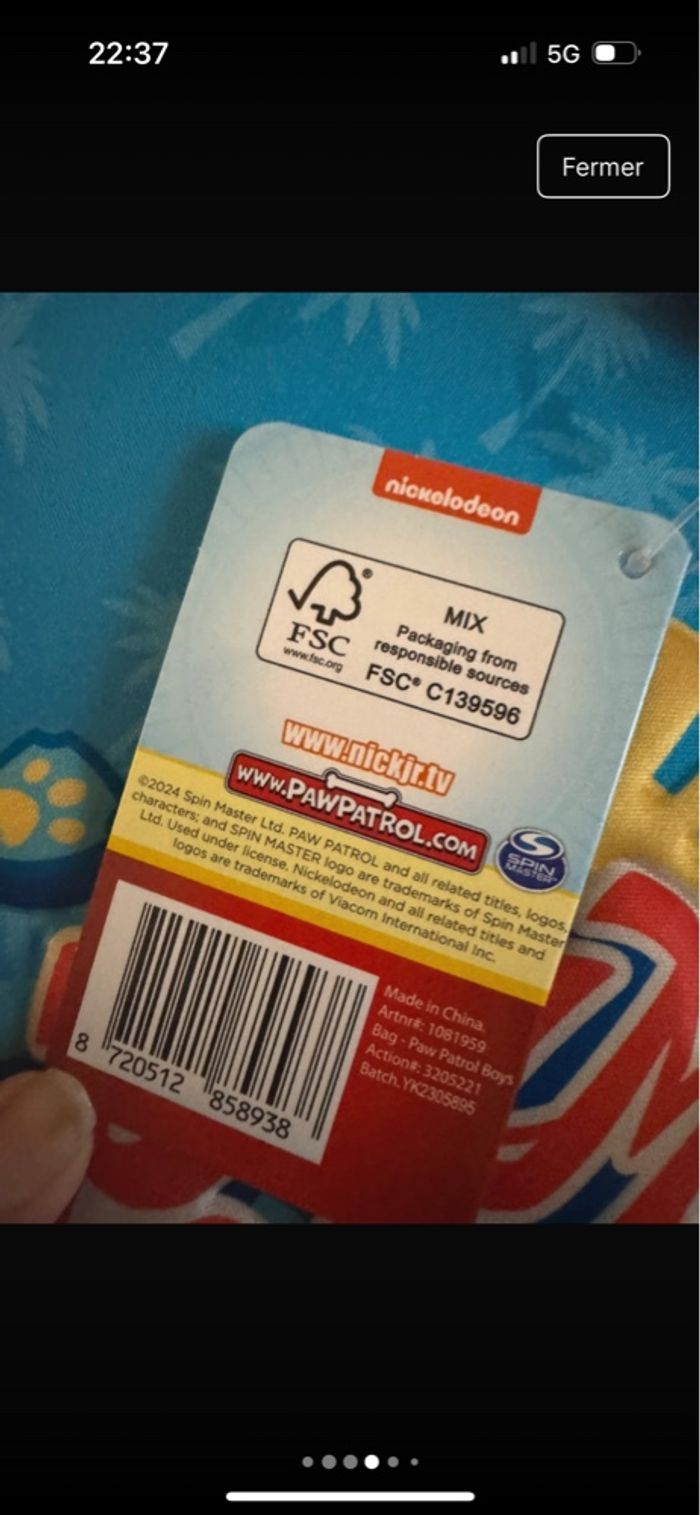 22:37
5G
Fermer
nickelodeon
FSC®
www.fsc.org
MIX
Packaging from
responsible sources
FSC® C139596
www.nickjr.tv
www.PAWPATROL.COM
SPIN
MASTER™
©2024 Spin Master Ltd. PAW PATROL and all related titles, logos,
characters; and SPIN MASTER logo are trademarks of Spin Master
Ltd. Used under license. Nickelodeon and all related titles and
logos are trademarks of Viacom International Inc.
Made in China.
Artnr#: 1081959
Bag - Paw Patrol Boys
Action#: 3205221
Batch. YK2305895
8 720512 858938